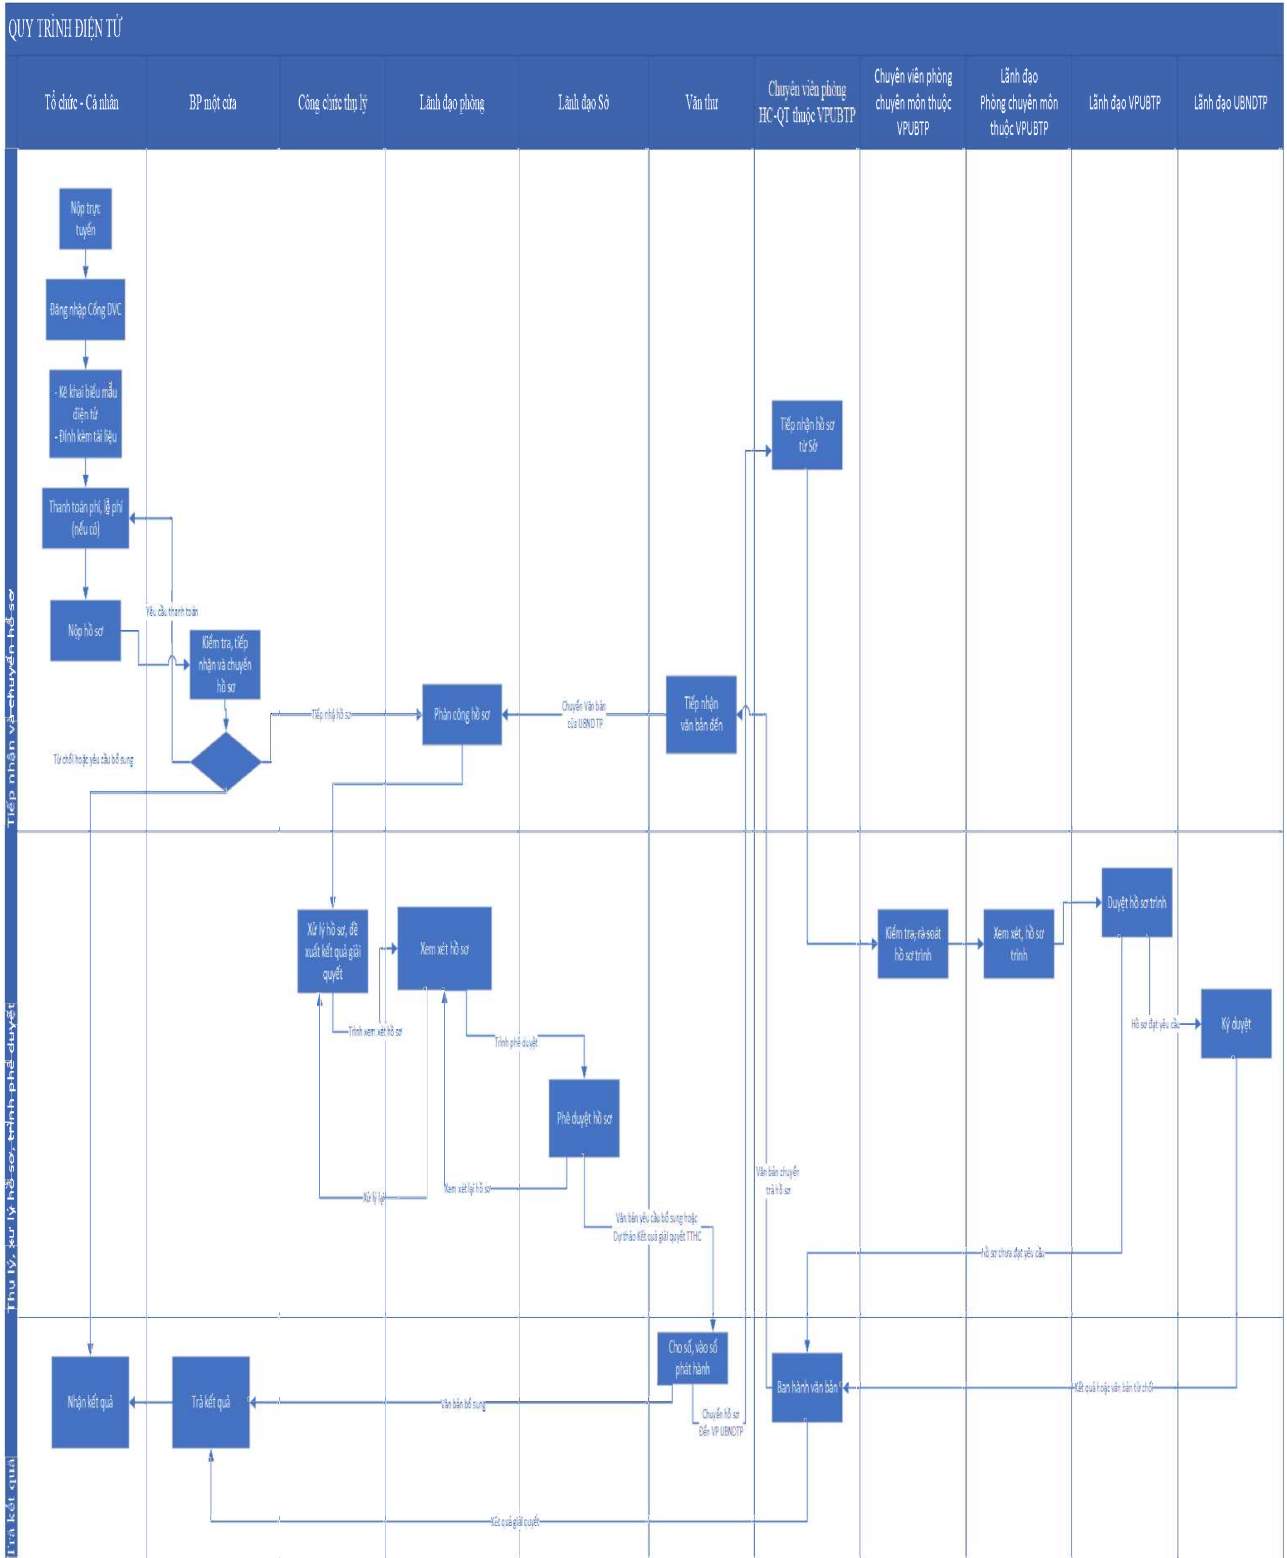 QUY TRÌNH ĐIỆN TỬ
Tổ chức - Cá nhân
BP một cửa
Công chức thụ lý
Lãnh đạo phòng
Lãnh đạo Sở
Văn thư
Chuyên viên phòng
HC-QT thuộc VPUBTP
Chuyên viên phòng
chuyên môn thuộc
VPUBTP
Lãnh đạo
Phòng chuyên môn
thuộc VPUBTP
Lãnh đạo VPUBTP
Lãnh đạo UBNDTP
Tiếp nhận và chuyển hồ sơ
Nộp trực
tuyến
Đăng nhập Cổng DVC
- Kê khai biểu mẫu
điện tử
- Đính kèm tài liệu
Thanh toán phí, lệ phí
(nếu có)
Nộp hồ sơ
Yêu cầu thanh toán
Kiểm tra, tiếp
nhận và chuyển
hồ sơ
Từ chối hoặc yêu cầu bổ sung
Tiếp nhậ hồ sơ
Phân công hồ sơ
Chuyển Văn bản
của UBND TP
Tiếp nhận
văn bản đến
Tiếp nhận hồ sơ
từ Sở
Thụ lý, xử lý hồ sơ, trình phê duyệt
Xử lý hồ sơ, đề
xuất kết quả giải
quyết
Trình xem xét hồ sơ
Xem xét hồ sơ
Trình phê duyệt
Phê duyệt hồ sơ
Xử lý lại
Xem xét lại hồ sơ
Văn bản yêu cầu bổ sung hoặc
Dự thảo Kết quả giải quyết TTHC
Văn bản chuyển
trả hồ sơ
Kiểm tra, rà soát
hồ sơ trình
Xem xét, hồ sơ
trình
Duyệt hồ sơ trình
Hồ sơ đạt yêu cầu
Ký duyệt
Hồ sơ chưa đạt yêu cầu
Trả kết quả
Nhận kết quả
Trả kết quả
Văn bản bổ sung
Cho số, vào sổ
phát hành
Chuyển hồ sơ
Đến VP UBNDTP
Ban hành văn bản
Kết quả hoặc văn bản từ chối
Kết quả giải quyết